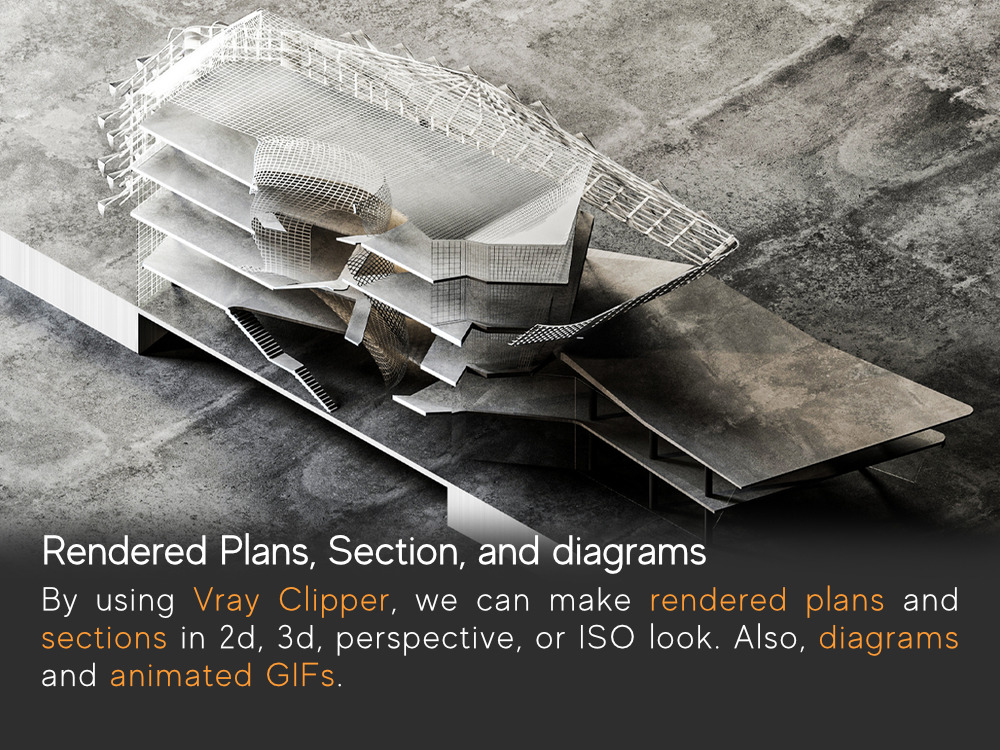 Rendered Plans, Section, and diagrams
By using Vray Clipper, we can make rendered plans and
sections in 2d, 3d, perspective, or ISO look. Also, diagrams
and animated GIFs.